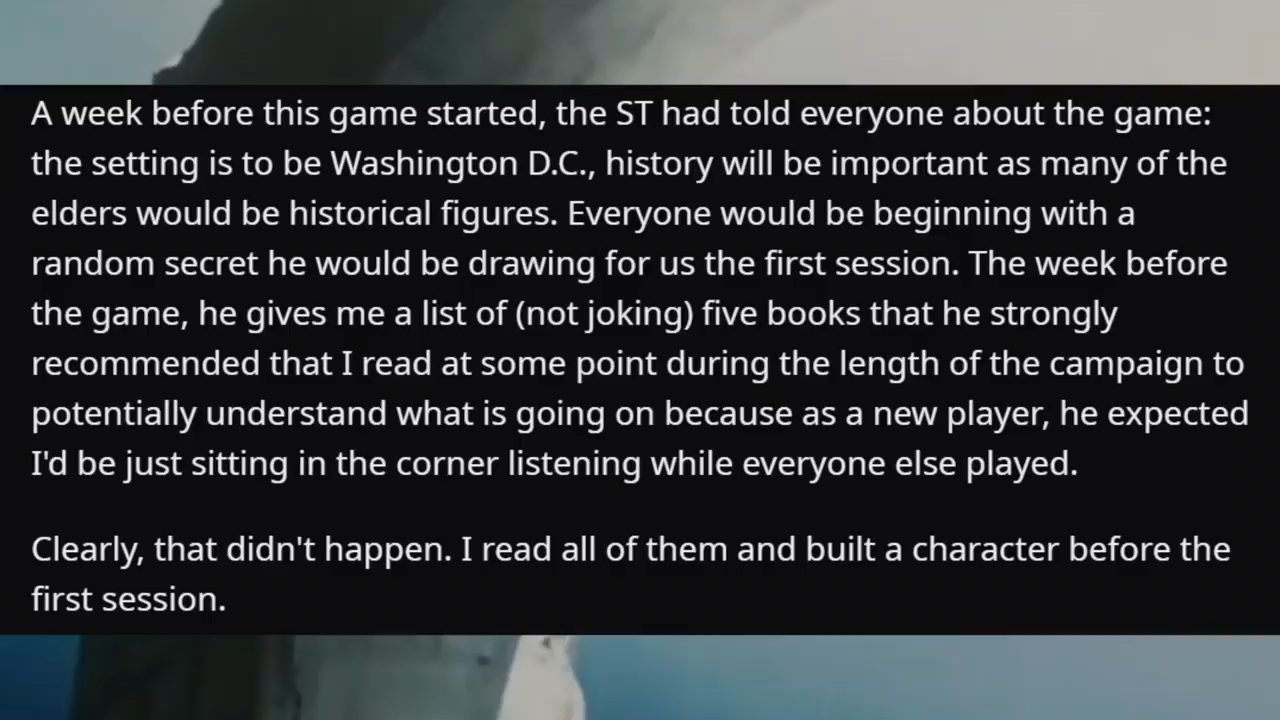 A week before this game started, the ST had told everyone about the game:
the setting is to be Washington D.C., history will be important as many of the
elders would be historical figures. Everyone would be beginning with a
random secret he would be drawing for us the first session. The week before
the game, he gives me a list of (not joking) five books that he strongly
recommended that I read at some point during the length of the campaign to
potentially understand what is going on because as a new player, he expected
I'd be just sitting in the corner listening while everyone else played.
Clearly, that didn't happen. I read all of them and built a character before the
first session.